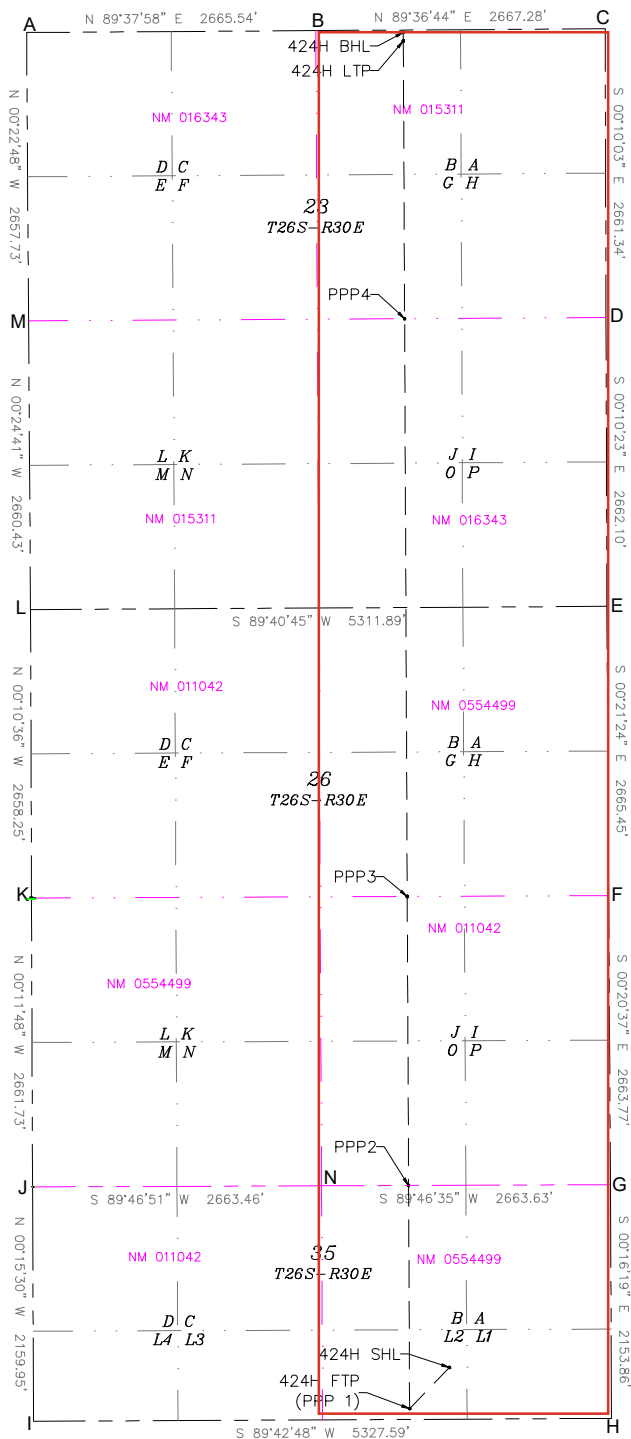 A
N 89°37'58" E 2665.54'
B
N 89°36'44" E 2667.28'
C
424H BHL
424H LTP
N 00°22'48" W 2657.73'
NM 016343
NM 015311
S 00°10'03" E 2661.34'
D C
E F
B A
G H
23
T26S-R30E
PPP4
M
D
N 00°24'41" W 2660.43'
S 00°10'23" E 2662.10'
L K
M N
J I
O P
NM 015311
NM 016343
L
E
S 89°40'45" W 5311.89'
N 00°10'36" W 2658.25'
NM 011042
NM 0554499
S 00°21'24" E 2665.45'
D C
E F
B A
G H
26
T26S-R30E
PPP3
K
F
NM 011042
N 00°11'48" W 2661.73'
NM 0554499
S 00°20'37" E 2663.77'
L K
M N
J I
O P
PPP2
J
N
G
S 89°46'51" W 2663.46'
S 89°46'35" W 2663.63'
N 00°15'30" W 2159.95'
NM 011042
35
T26S-R30E
NM 0554499
S 00°16'19" E 2153.86'
D C
L4 L3
B A
L2 L1
424H SHL
424H FTP
(PPP 1)
I
H
S 89°42'48" W 5327.59'